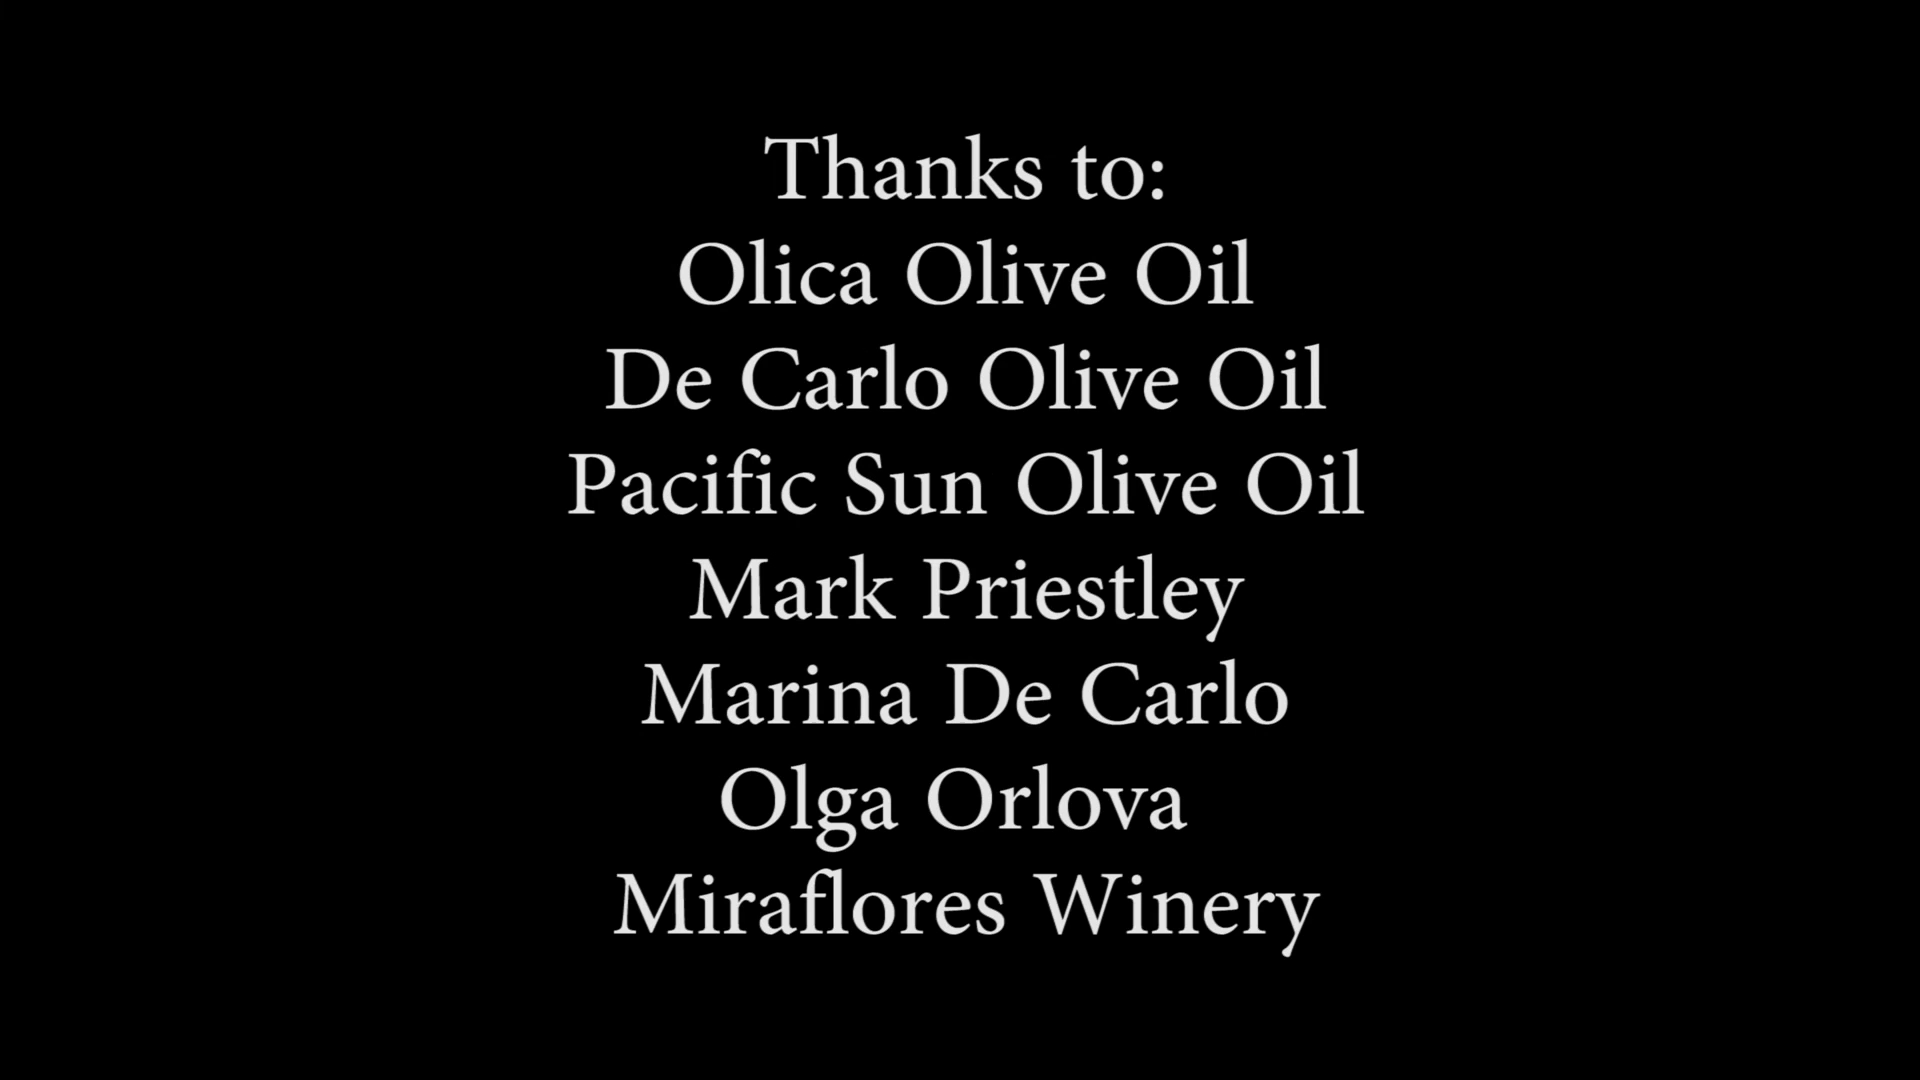 Thanks to:
Olica Olive Oil
De Carlo Olive Oil
Pacific Sun Olive Oil
Mark Priestley
Marina De Carlo
Olga Orlova
Miraflores Winery